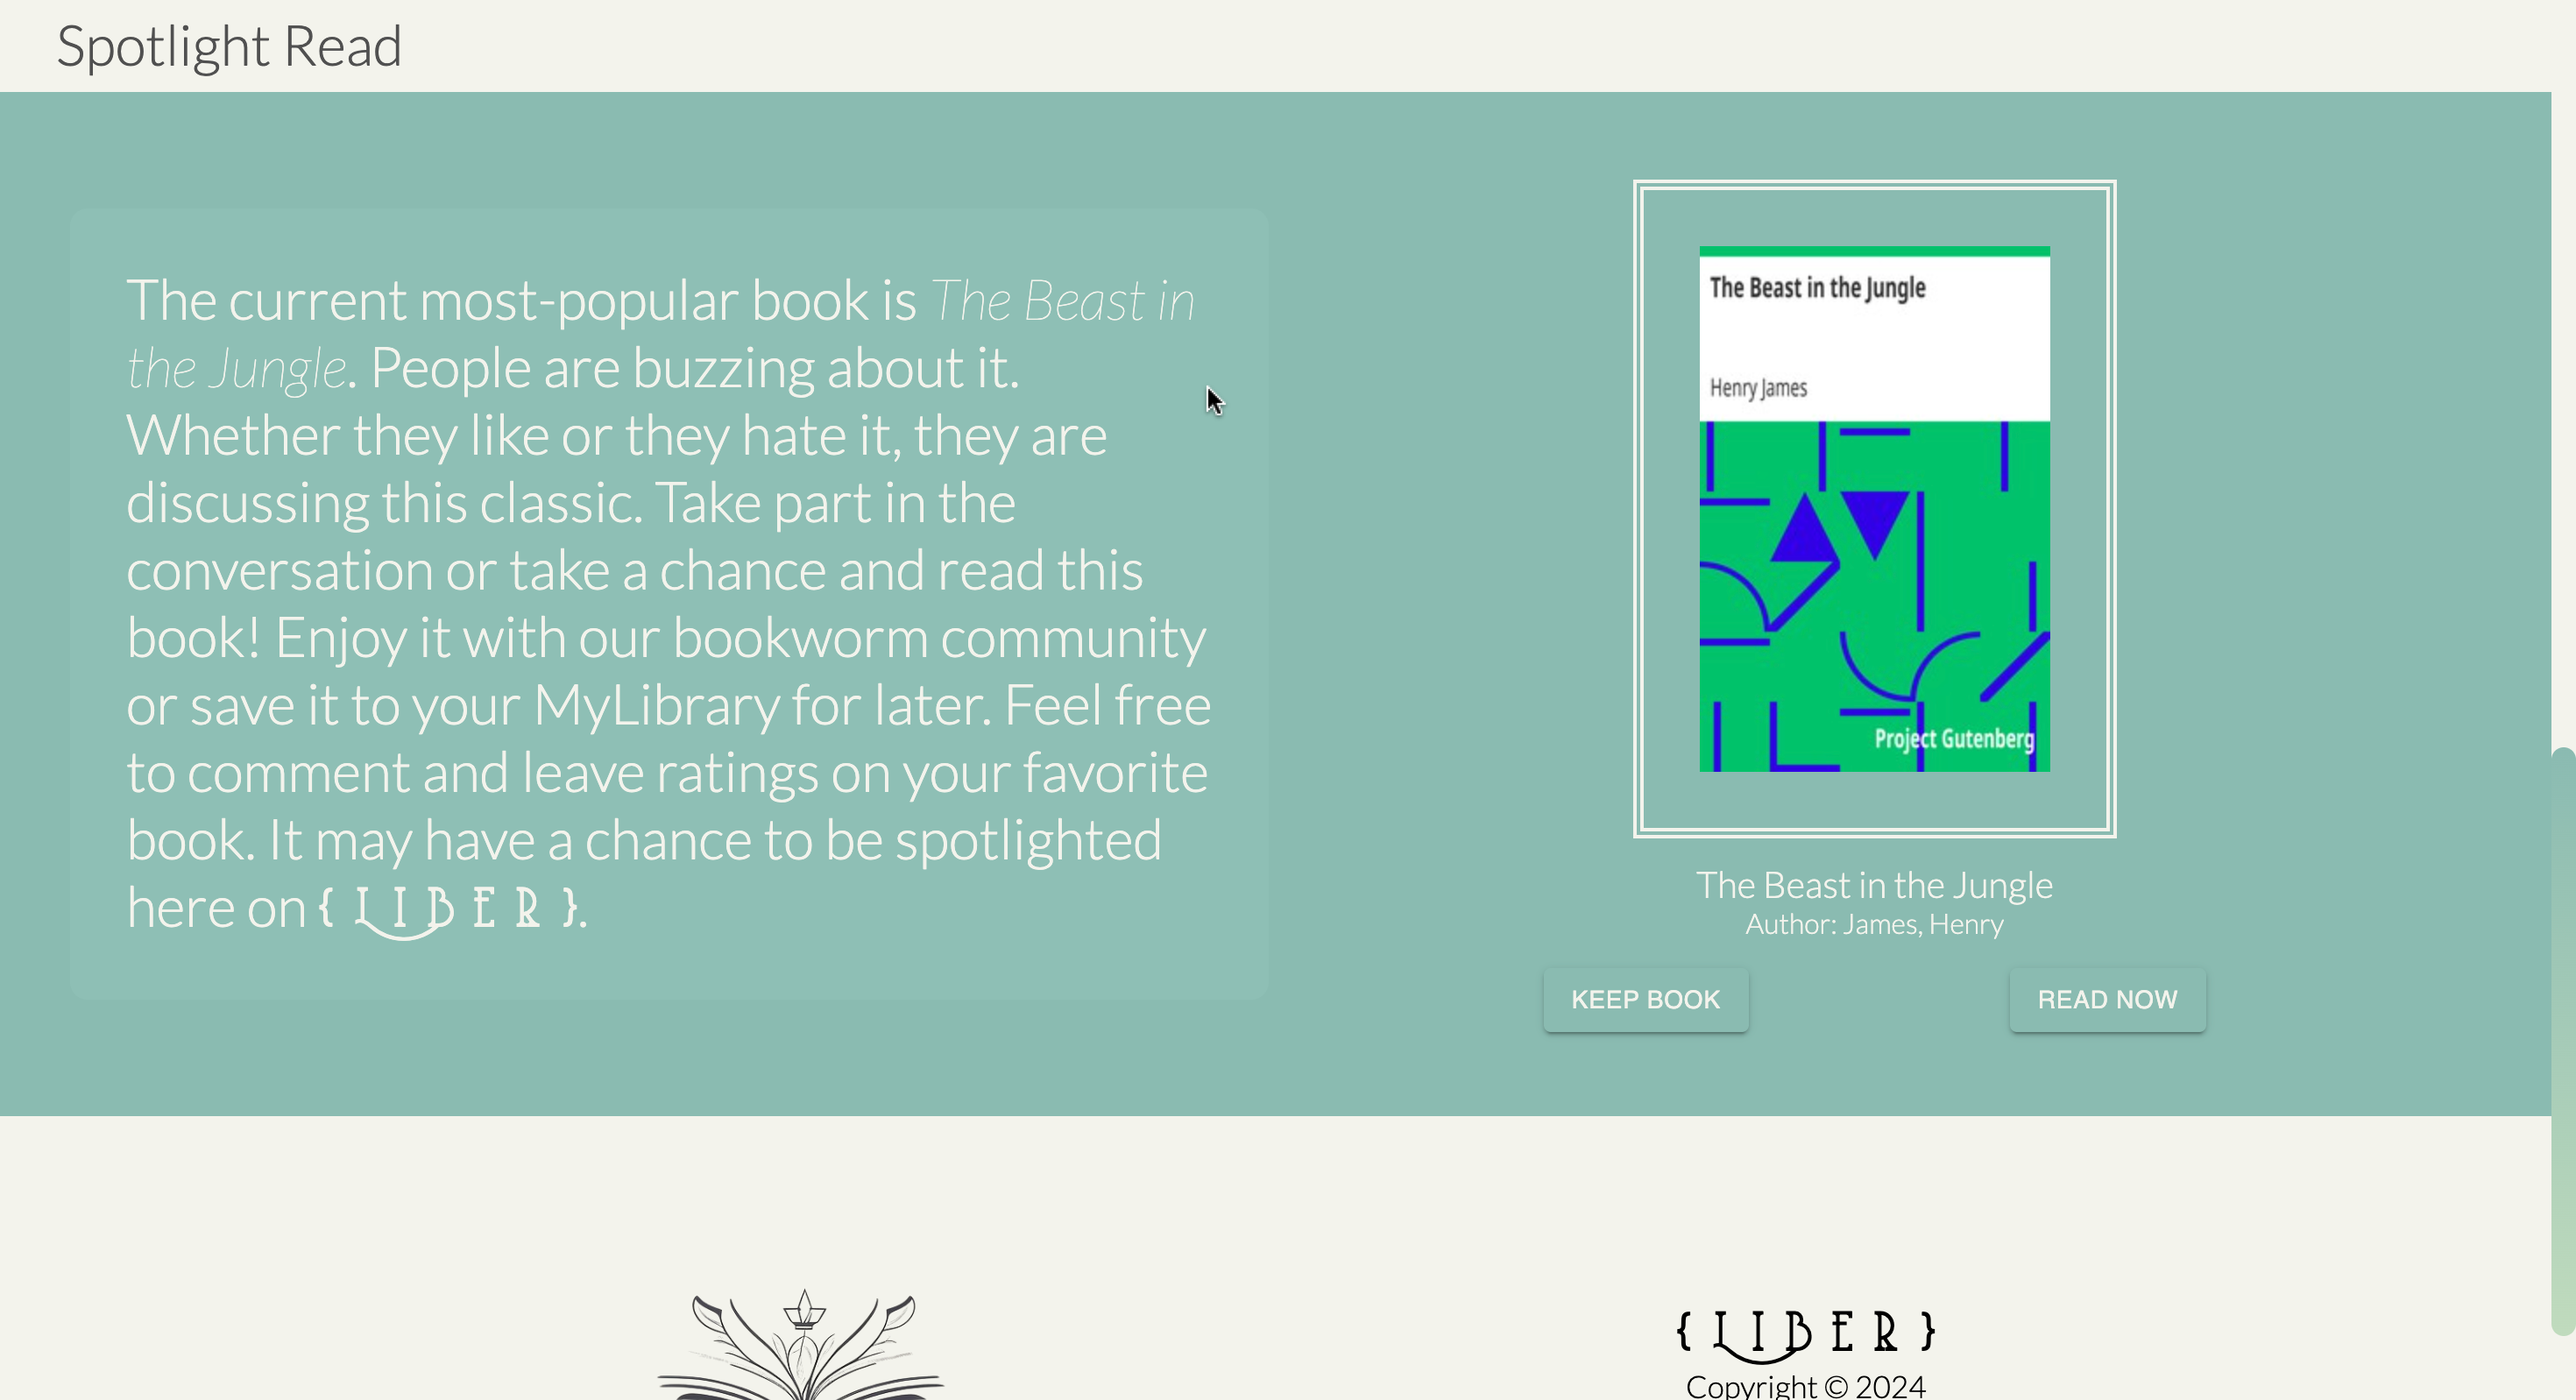 Spotlight Read
The current most-popular book is The Beast in
the Jungle. People are buzzing about it.
Whether they like or they hate it, they are
discussing this classic. Take part in the
conversation or take a chance and read this
book! Enjoy it with our bookworm community
or save it to your MyLibrary for later. Feel free
to comment and leave ratings on your favorite
book. It may have a chance to be spotlighted
here on { LIBER }.
The Beast in the Jungle
Henry James
Project Gutenberg
The Beast in the Jungle
Author: James, Henry
KEEP BOOK
READ NOW
{ LIBER }
Copyright © 2024